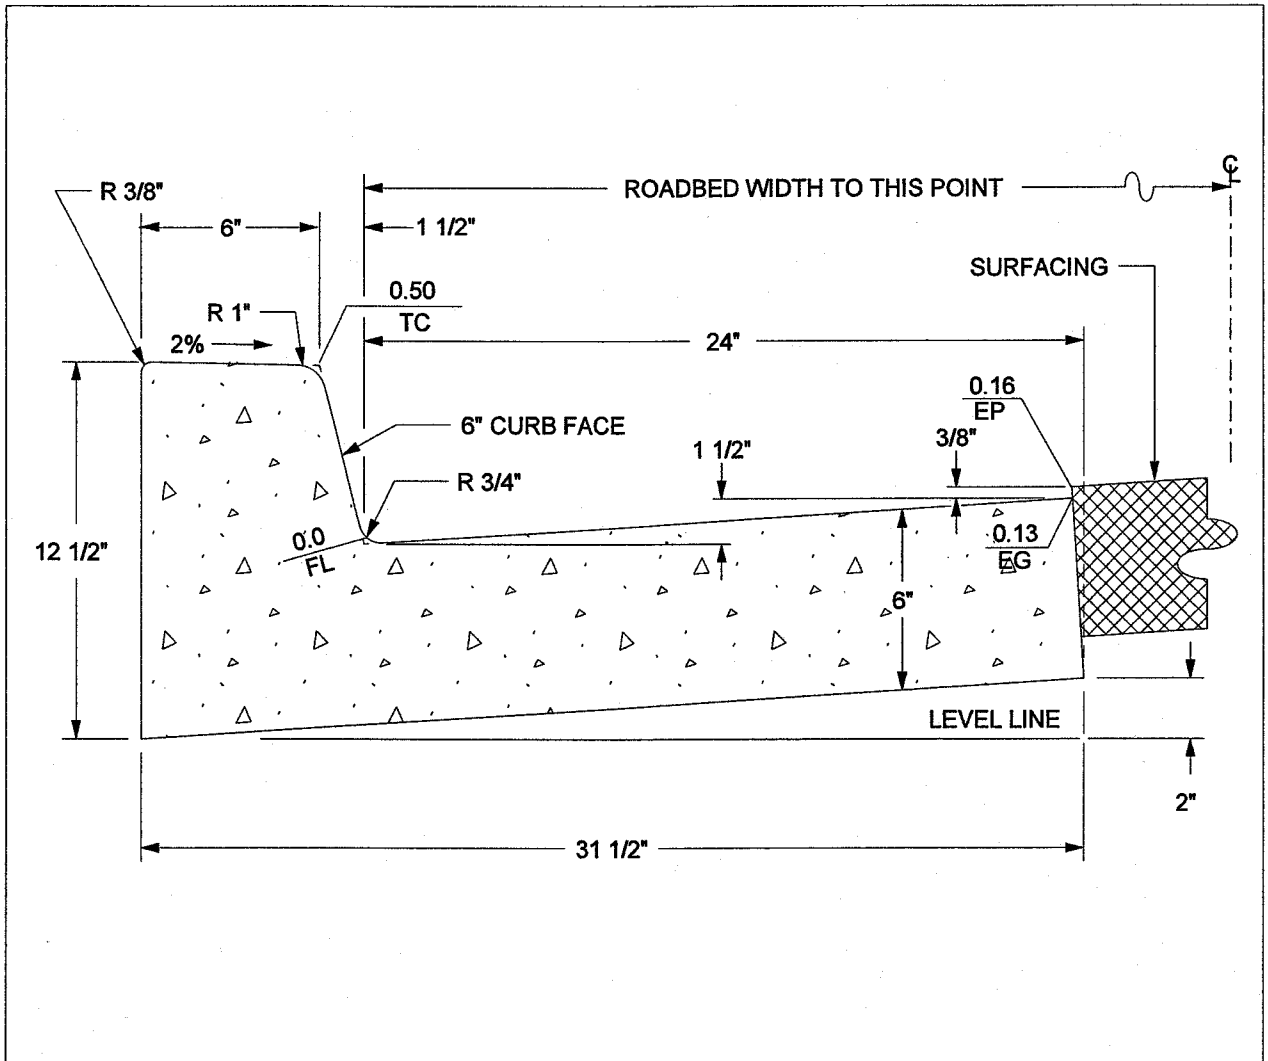 ℄
ROADBED WIDTH TO THIS POINT
R 3/8"
6"
1 1/2"
SURFACING
0.50
TC
R 1"
2%
24"
0.16
EP
6" CURB FACE
1 1/2"
3/8"
R 3/4"
12 1/2"
0.0
FL
0.13
EG
6"
LEVEL LINE
2"
31 1/2"